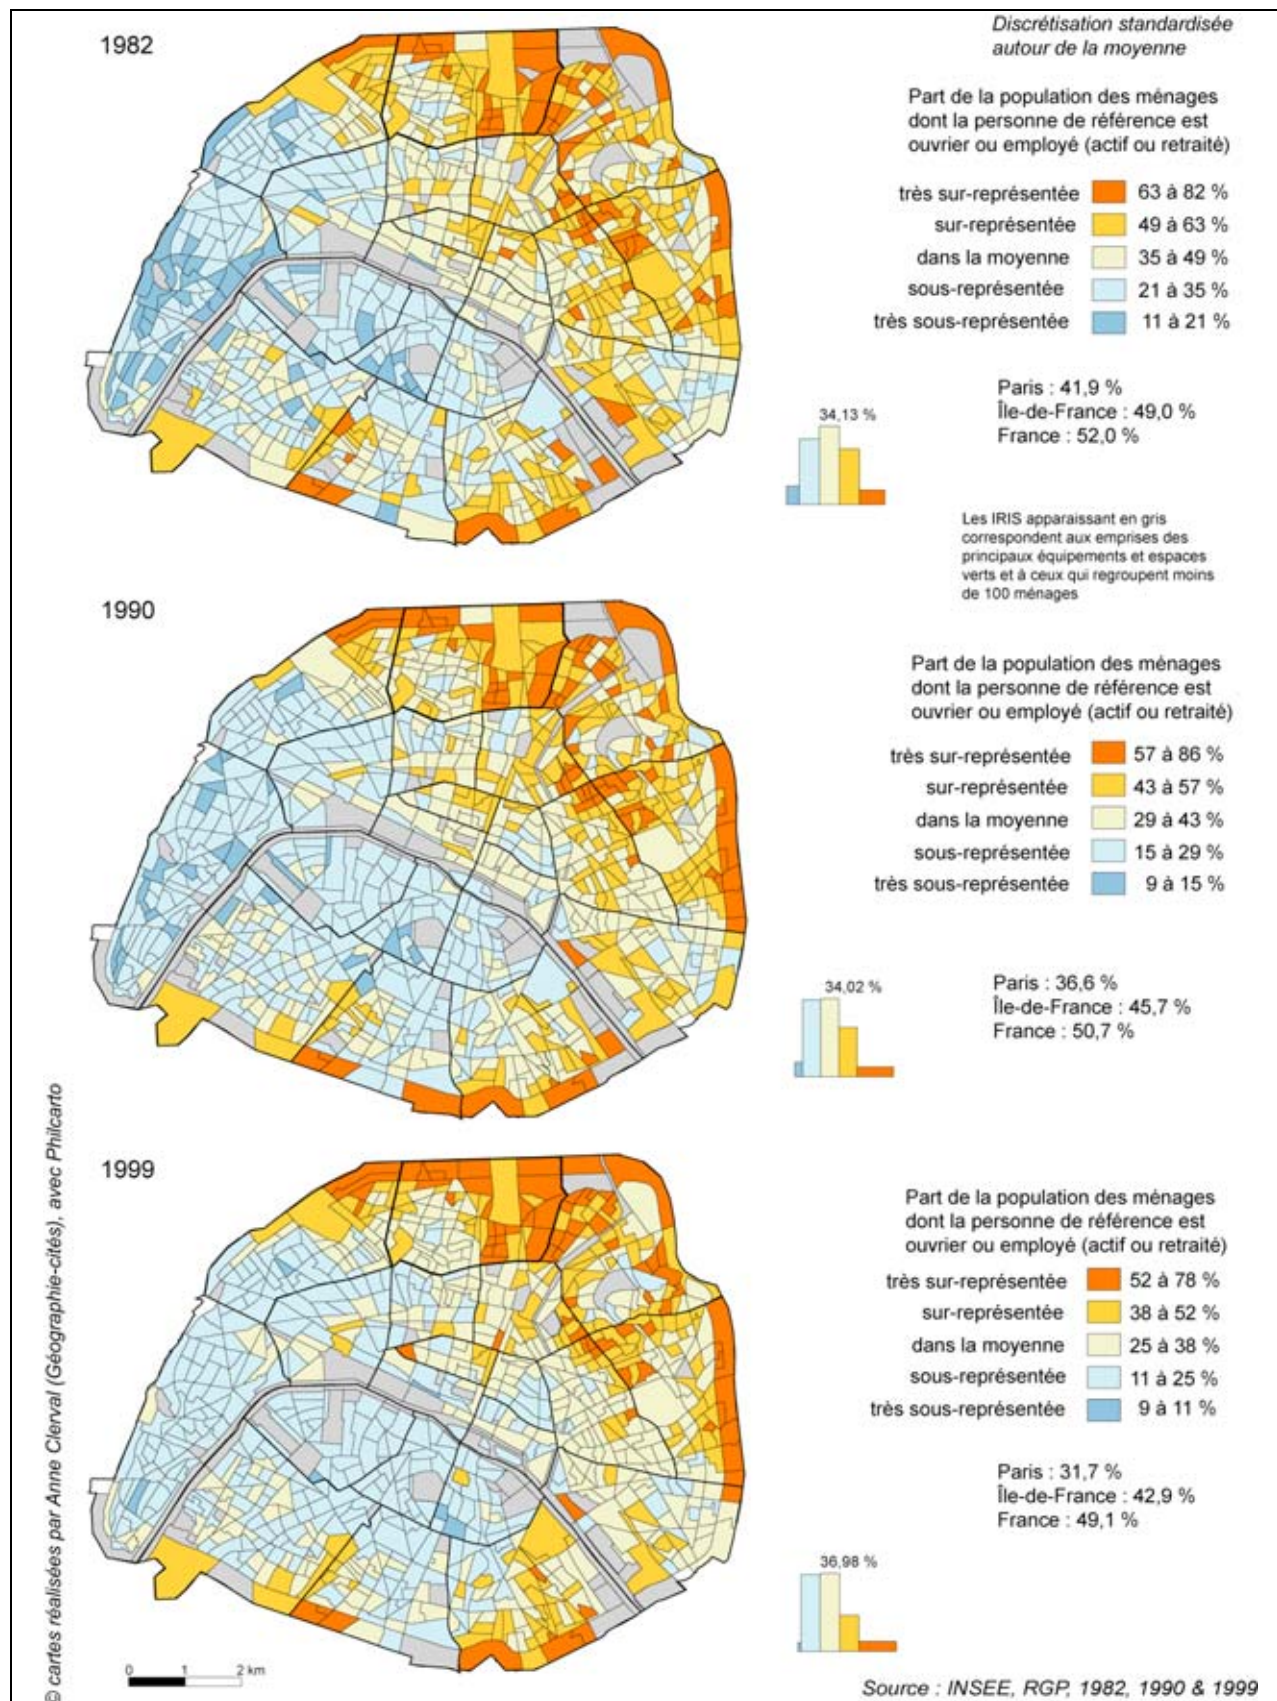 1982
Discrétisation standardisée
autour de la moyenne
Part de la population des ménages
dont la personne de référence est
ouvrier ou employé (actif ou retraité)
très sur-représentée 63 à 82 %
sur-représentée 49 à 63 %
dans la moyenne 35 à 49 %
sous-représentée 21 à 35 %
très sous-représentée 11 à 21 %
34,13 %
Paris : 41,9 %
Île-de-France : 49,0 %
France : 52,0 %
Les IRIS apparaissant en gris
correspondent aux emprises des
principaux équipements et espaces
verts et à ceux qui regroupent moins
de 100 ménages
1990
Part de la population des ménages
dont la personne de référence est
ouvrier ou employé (actif ou retraité)
très sur-représentée 57 à 86 %
sur-représentée 43 à 57 %
dans la moyenne 29 à 43 %
sous-représentée 15 à 29 %
très sous-représentée 9 à 15 %
34,02 %
Paris : 36,6 %
Île-de-France : 45,7 %
France : 50,7 %
1999
Part de la population des ménages
dont la personne de référence est
ouvrier ou employé (actif ou retraité)
très sur-représentée 52 à 78 %
sur-représentée 38 à 52 %
dans la moyenne 25 à 38 %
sous-représentée 11 à 25 %
très sous-représentée 9 à 11 %
36,98 %
Paris : 31,7 %
Île-de-France : 42,9 %
France : 49,1 %
0 1 2 km
© cartes réalisées par Anne Clerval (Géographie-cités), avec Philcarto
Source : INSEE, RGP, 1982, 1990 & 1999